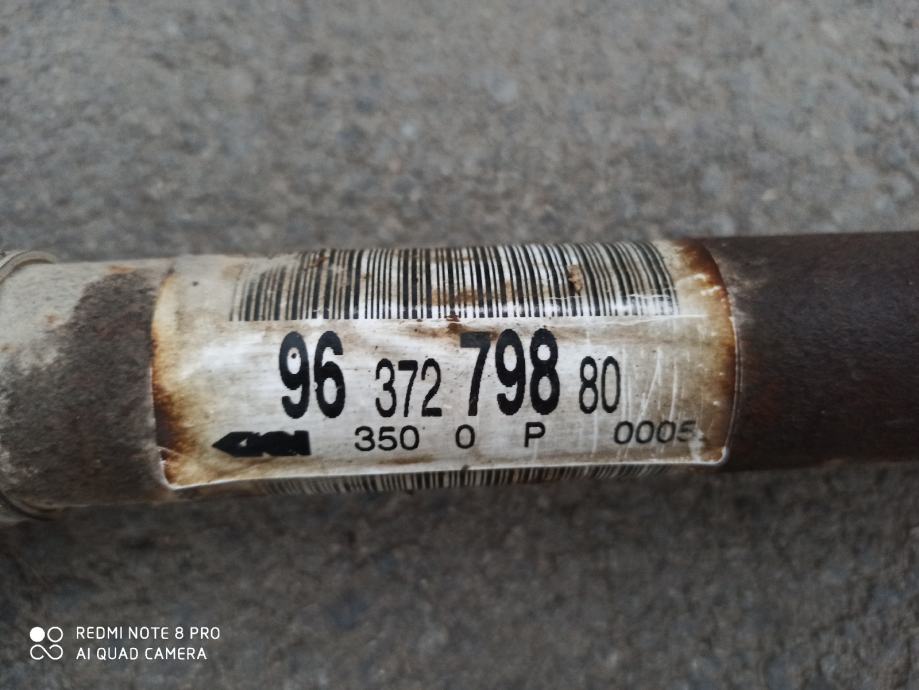 96 372 798 80
350 0 P 0005
REDMI NOTE 8 PRO
AI QUAD CAMERA